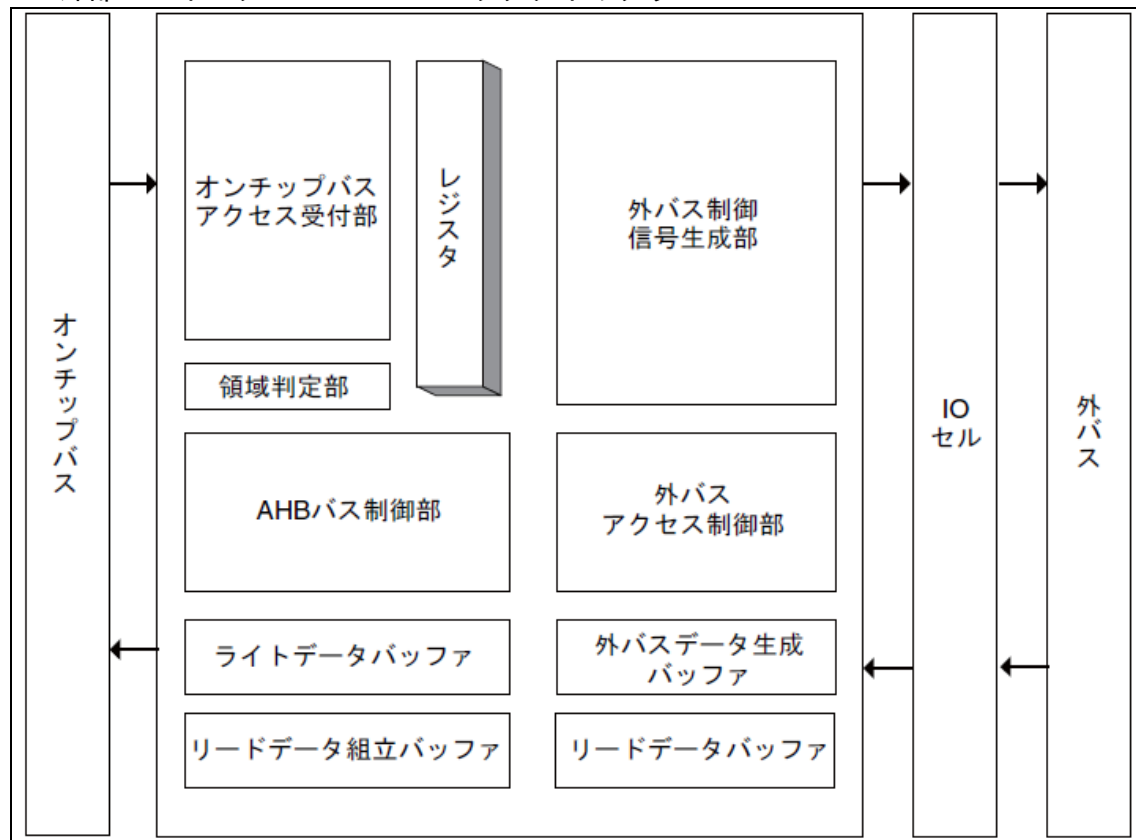 オンチップバス
オンチップバス
アクセス受付部
レジスタ
外バス制御
信号生成部
領域判定部
AHBバス制御部
外バス
アクセス制御部
ライトデータバッファ
外バスデータ生成
バッファ
リードデータ組立バッファ
リードデータバッファ
IO
セル
外バス